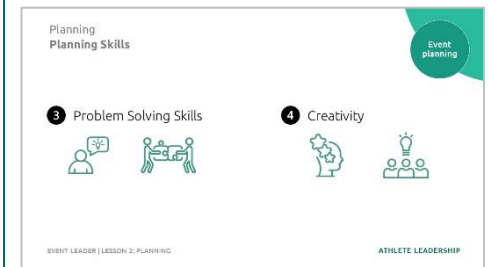 Planning
Planning Skills
Event
planning
3 Problem Solving Skills
4 Creativity
EVENT LEADER | LESSON 2: PLANNING
ATHLETE LEADERSHIP